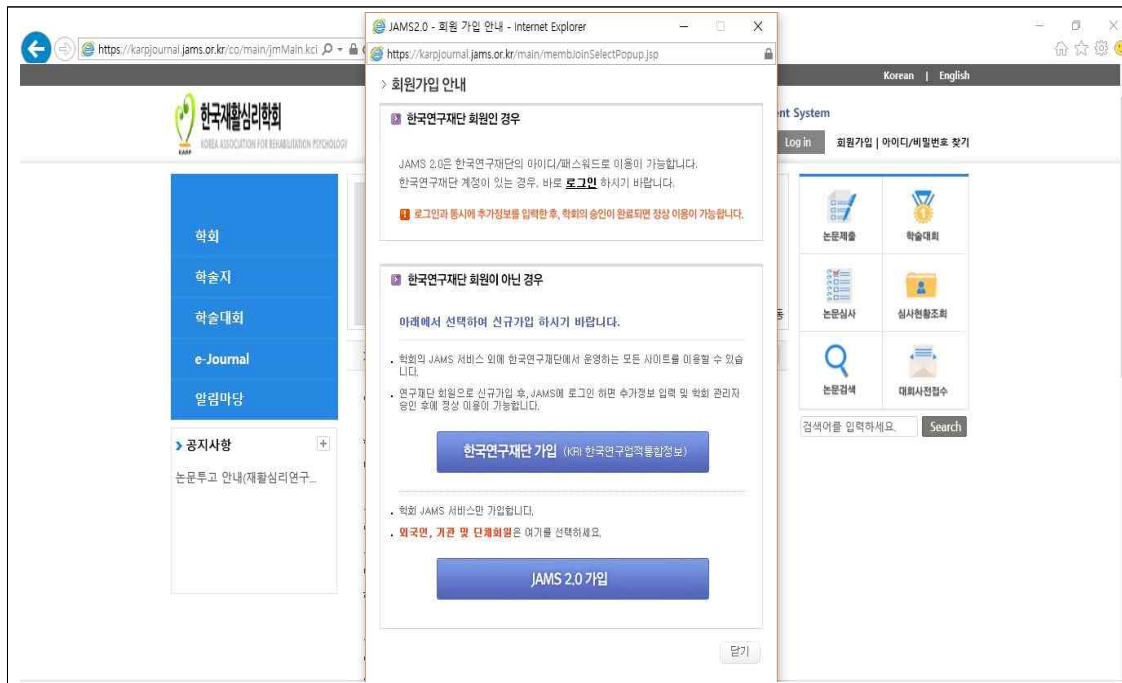 JAMS2.0 - 회원 가입 안내 - Internet Explorer
https://karpjournal.jams.or.kr/co/main/jmMain.kci
https://karpjournal.jams.or.kr/main/membJoinSelectPopup.jsp
Korean | English
한국재활심리학회
KOREA ASSOCIATION FOR REHABILITATION PSYCHOLOGY
KARP
nt System
Log in 회원가입 | 아이디/비밀번호 찾기
학회
학술지
학술대회
e-Journal
알림마당
공지사항
논문투고 안내(재활심리연구...
> 회원가입 안내
한국연구재단 회원인 경우
JAMS 2.0은 한국연구재단의 아이디/패스워드로 이용이 가능합니다.
한국연구재단 계정이 있는 경우, 바로 로그인 하시기 바랍니다.
로그인과 동시에 추가정보를 입력한 후, 학회의 승인이 완료되면 정상 이용이 가능합니다.
한국연구재단 회원이 아닌 경우
아래에서 선택하여 신규가입 하시기 바랍니다.
학회의 JAMS 서비스 외에 한국연구재단에서 운영하는 모든 사이트를 이용할 수 있습
니다.
연구재단 회원으로 신규가입 후, JAMS에 로그인 하면 추가정보 입력 및 학회 관리자
승인 후에 정상 이용이 가능합니다.
한국연구재단 가입 (KRI 한국연구업적통합정보)
학회 JAMS 서비스만 가입합니다.
외국인, 기관 및 단체회원은 여기를 선택하세요.
JAMS 2.0 가입
닫기
논문제출 학술대회
논문심사 심사현황조회
논문검색 대회사전접수
검색어를 입력하세요. Search